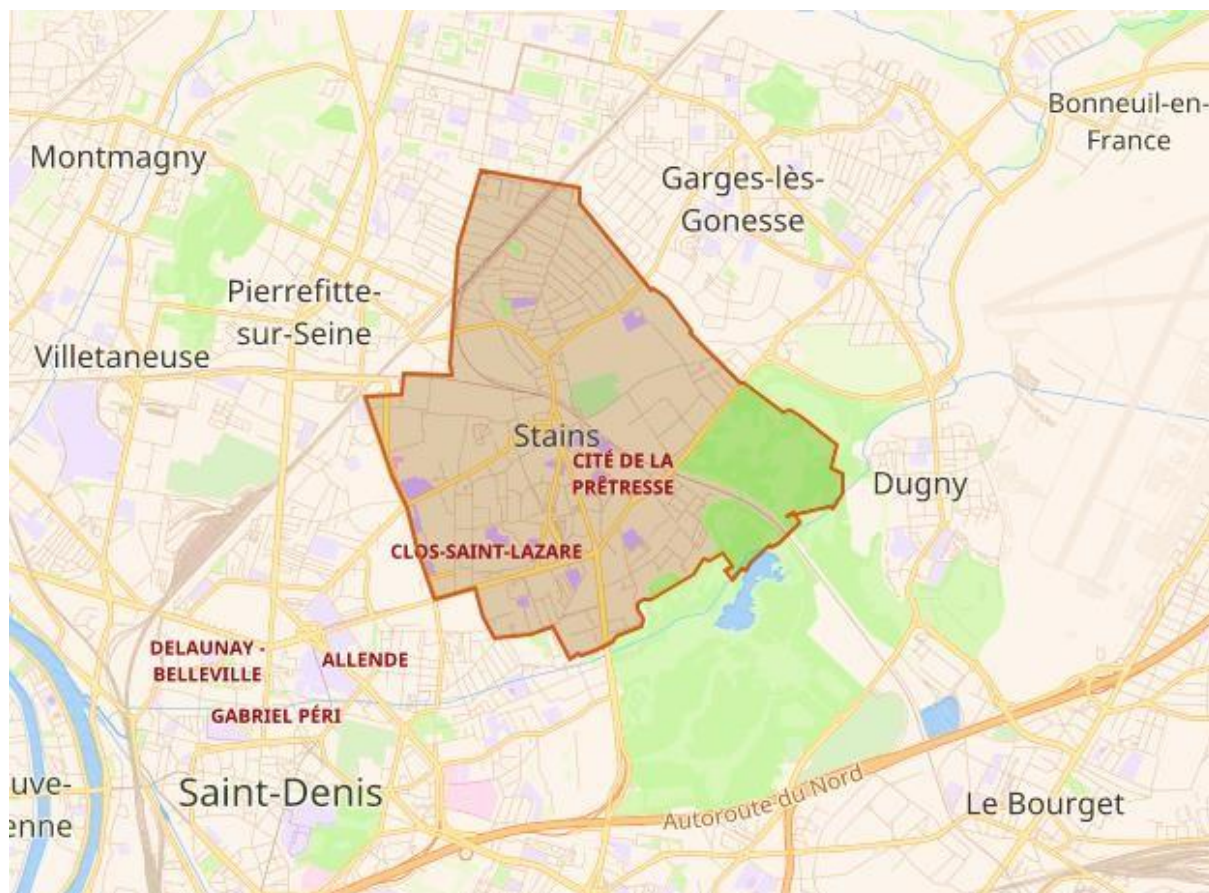 Bonneuil-en-
France
Montmagny
Garges-lès-
Gonesse
Pierrefitte-
sur-Seine
Villetaneuse
Stains
CITÉ DE LA
PRÊTRESSE
Dugny
CLOS-SAINT-LAZARE
DELAUNAY -
BELLEVILLE
ALLENDE
GABRIEL PÉRI
uve-
enne
Saint-Denis
Autoroute du Nord
Le Bourget